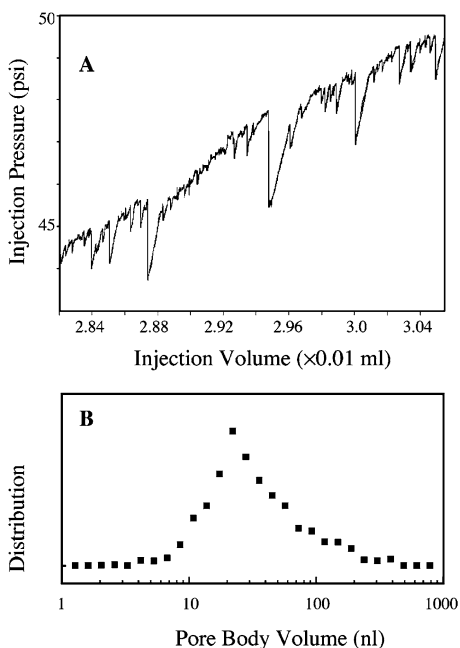 50
A
Injection Pressure (psi)
45
2.84 2.88 2.92 2.96 3.0 3.04
Injection Volume (×0.01 ml)
B
Distribution
1 10 100 1000
Pore Body Volume (nl)